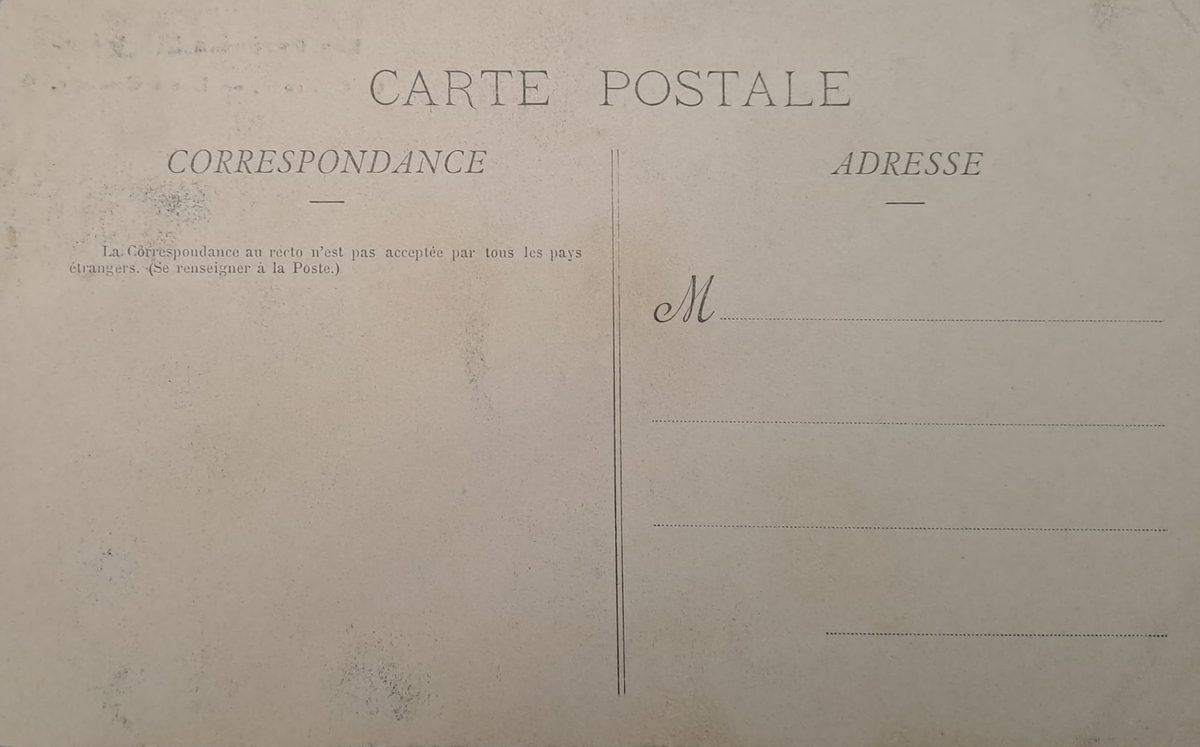 CARTE POSTALE
CORRESPONDANCE
La Correspondance au recto n'est pas acceptée par tous les pays
étrangers. (Se renseigner à la Poste.)
ADRESSE
M